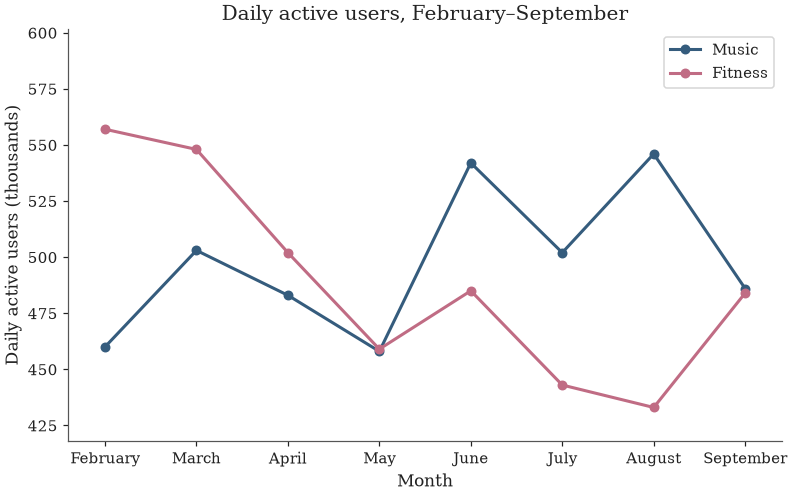 Daily active users, February–September
Daily active users (thousands)
600
575
550
525
500
475
450
425
Music
Fitness
February March April May June July August September
Month